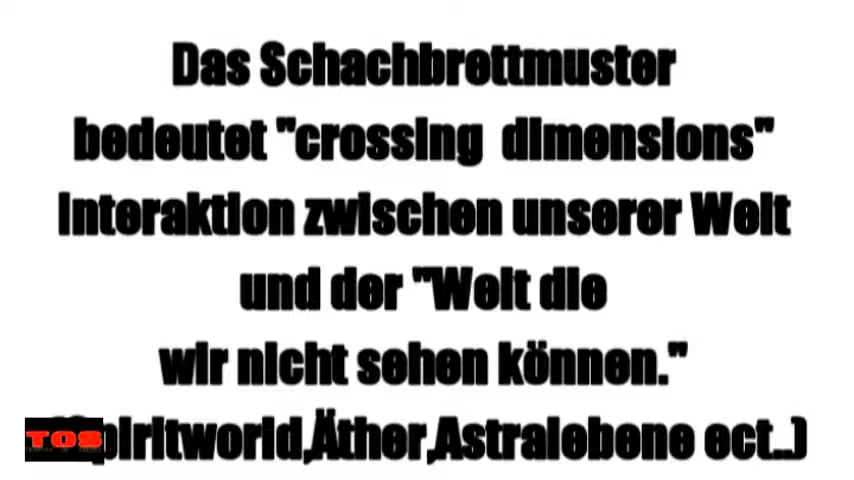 Das Schachbrettmuster
bedeutet "crossing dimensions"
Interaktion zwischen unserer Welt
und der "Welt die
wir nicht sehen können."
TOS
Spiritworld,Äther,Astralebene ect..)